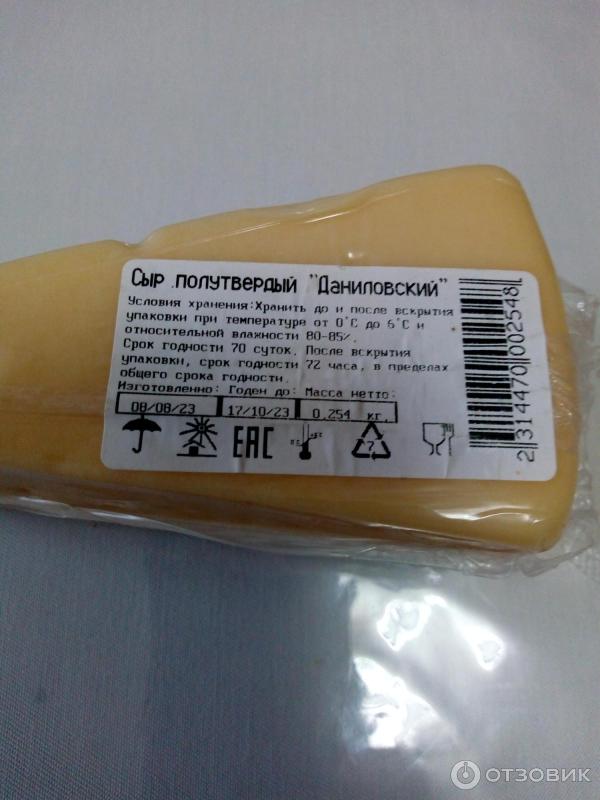 Сыр полутвердый "Даниловский"
Условия хранения:Хранить до и после вскрытия
упаковки при температуре от 0°С до 6°С и
относительной влажности 80-85%.
Срок годности 70 суток. После вскрытия
упаковки, срок годности 72 часа, в пределах
общего срока годности.
Изготовленно: Годен до: Масса нетто:
08/08/23 17/10/23 0,254 кг.
EAC
2 314470 002548
ОТЗОВИК